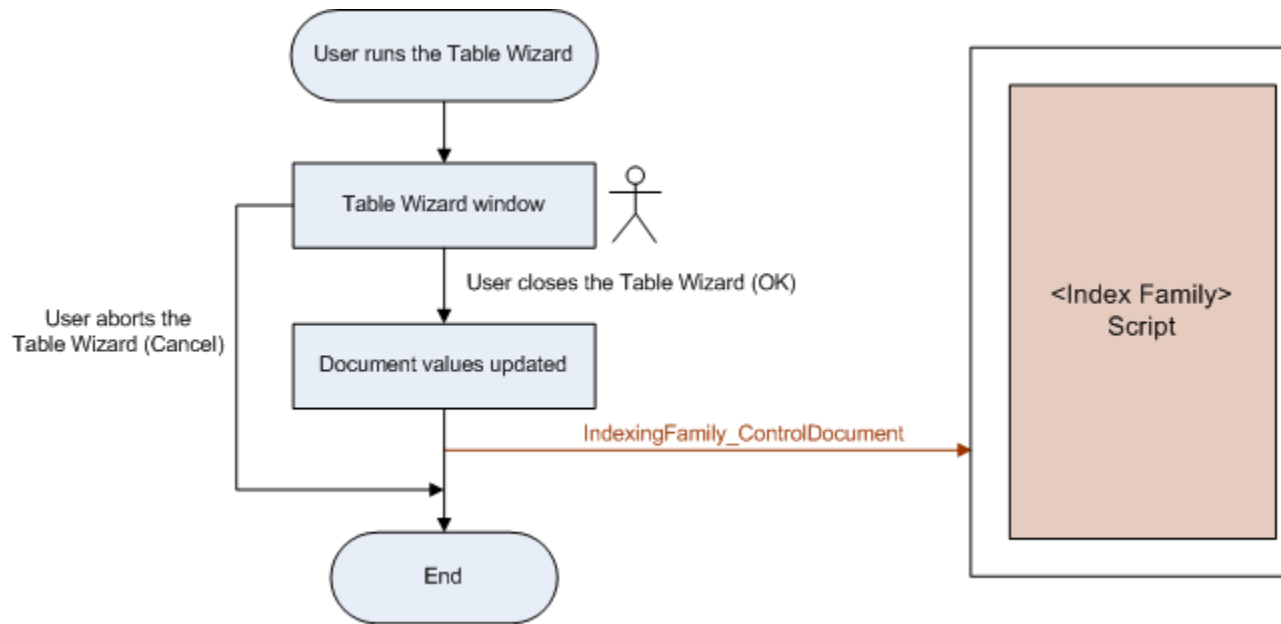 User runs the Table Wizard
Table Wizard window
User closes the Table Wizard (OK)
User aborts the
Table Wizard (Cancel)
Document values updated
IndexingFamily_ControlDocument
End
<Index Family>
Script